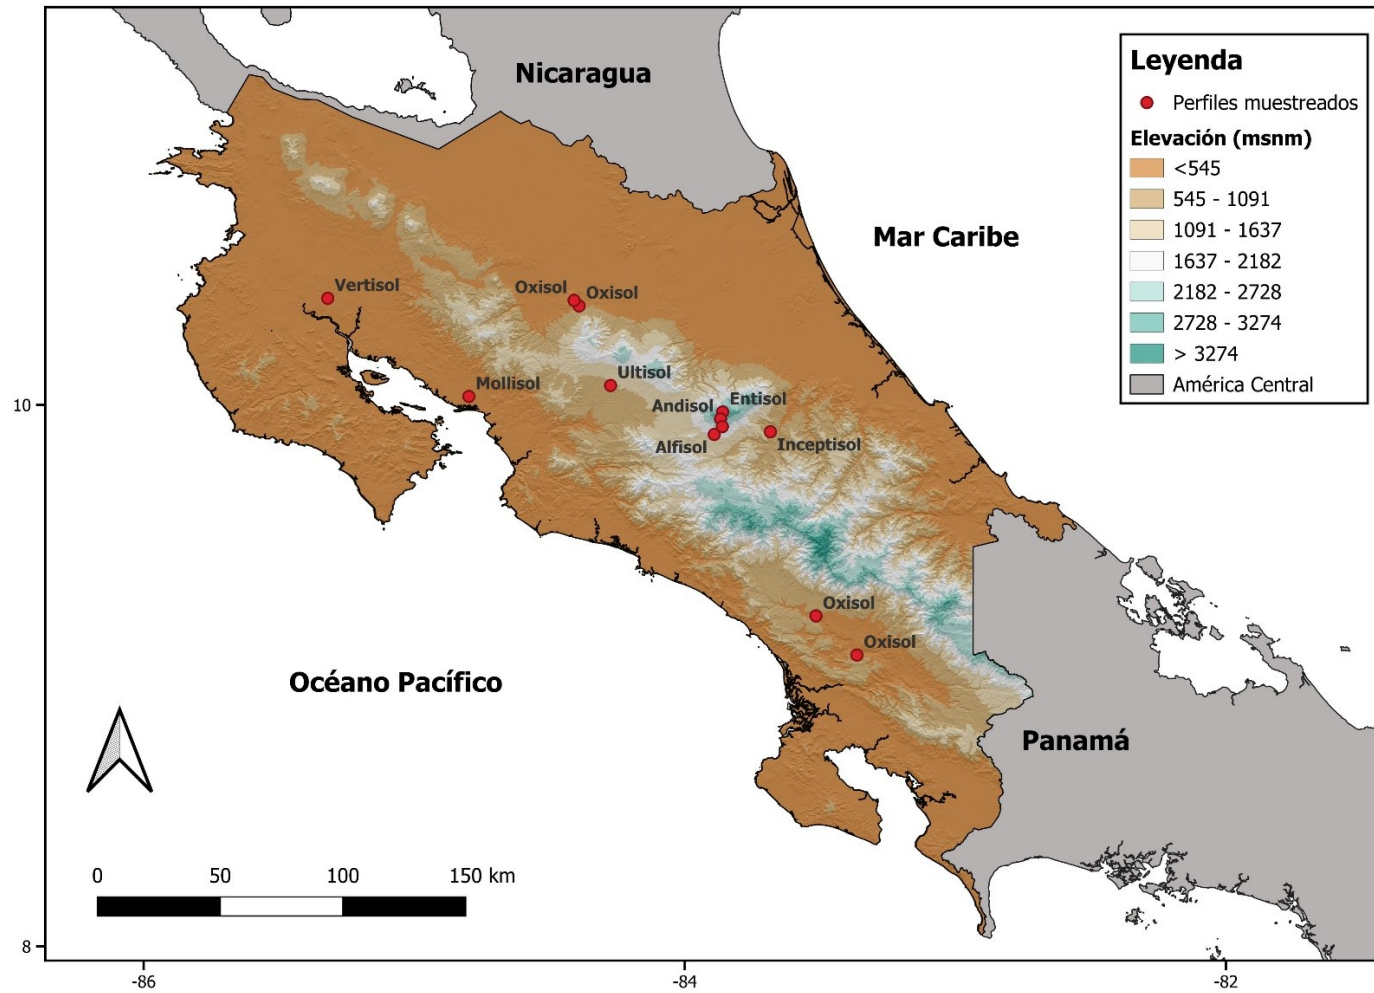 Nicaragua
Mar Caribe
Leyenda
Perfiles muestreados
Elevación (msnm)
<545
545 - 1091
1091 - 1637
1637 - 2182
2182 - 2728
2728 - 3274
> 3274
América Central
Vertisol
Oxisol
Oxisol
Mollisol
Ultisol
Andisol
Entisol
Alfisol
Inceptisol
Oxisol
Oxisol
Océano Pacífico
Panamá
0 50 100 150 km
10
8
-86 -84 -82